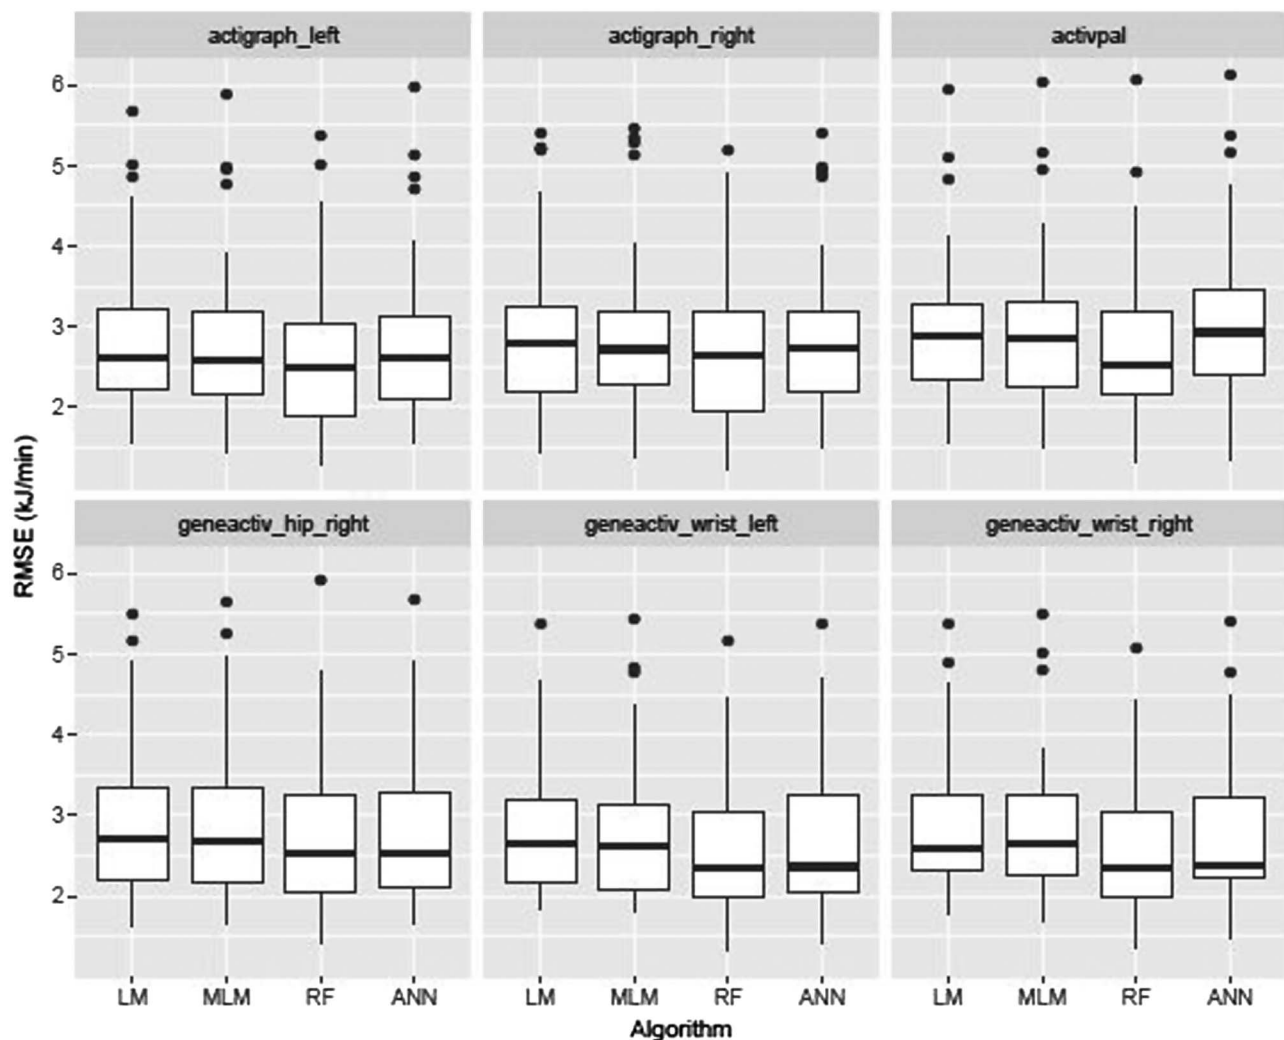 actigraph_left actigraph_right activpal
6
5
4
3
2
RMSE (kJ/min)
geneactiv_hip_right geneactiv_wrist_left geneactiv_wrist_right
6
5
4
3
2
LM MLM RF ANN LM MLM RF ANN LM MLM RF ANN
Algorithm